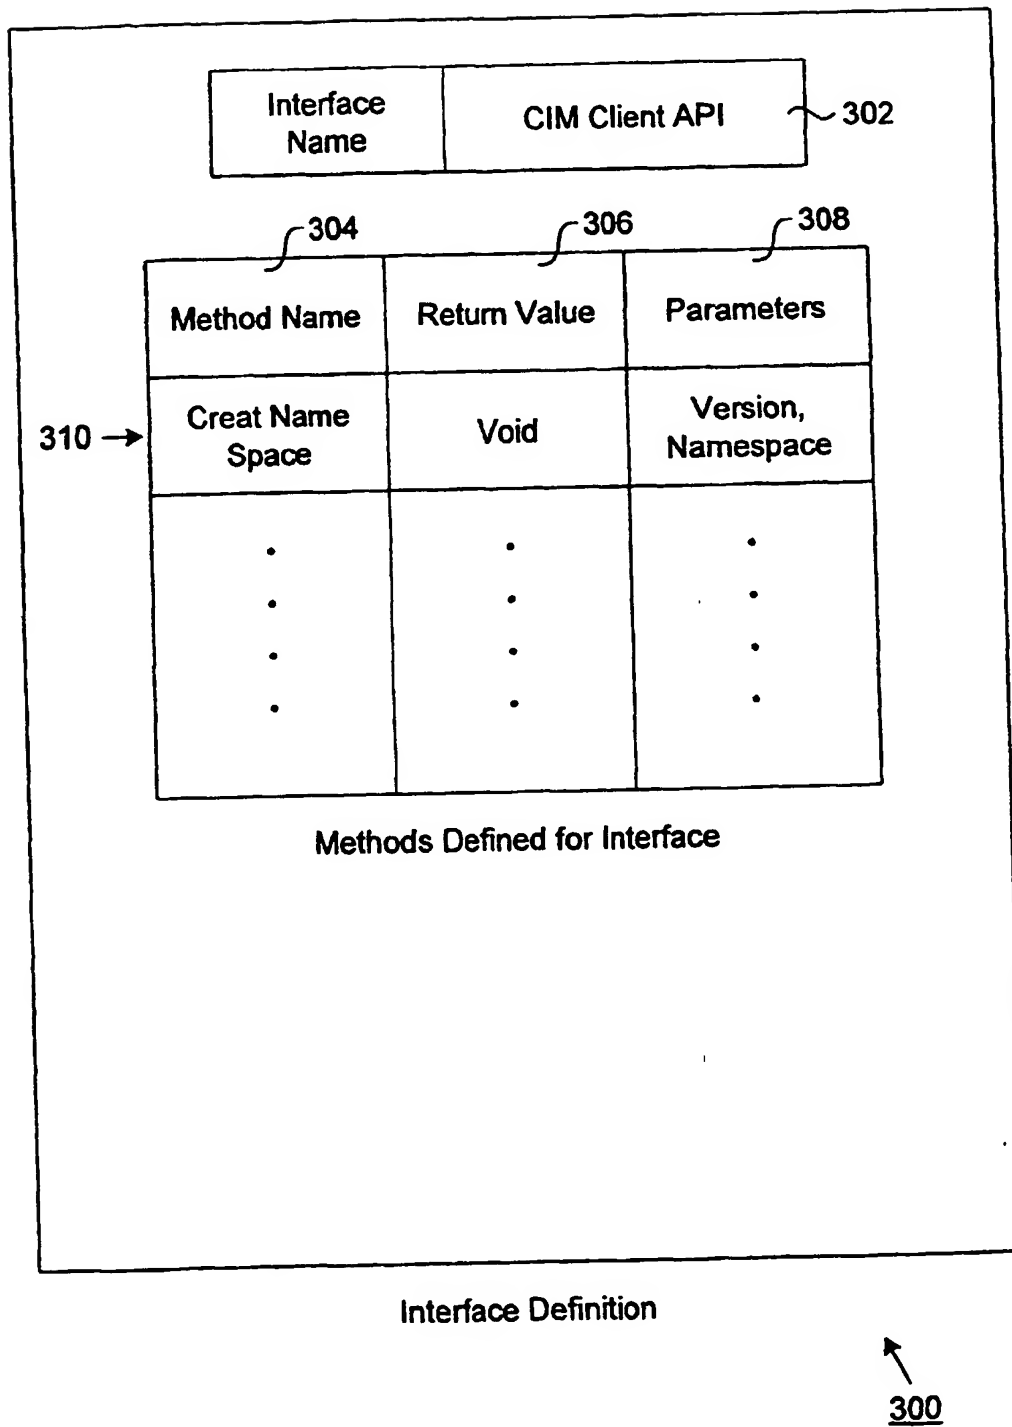 Interface
Name
CIM Client API
302
304
306
308
Method Name
Return Value
Parameters
310
Creat Name
Space
Void
Version,
Namespace
Methods Defined for Interface
Interface Definition
300